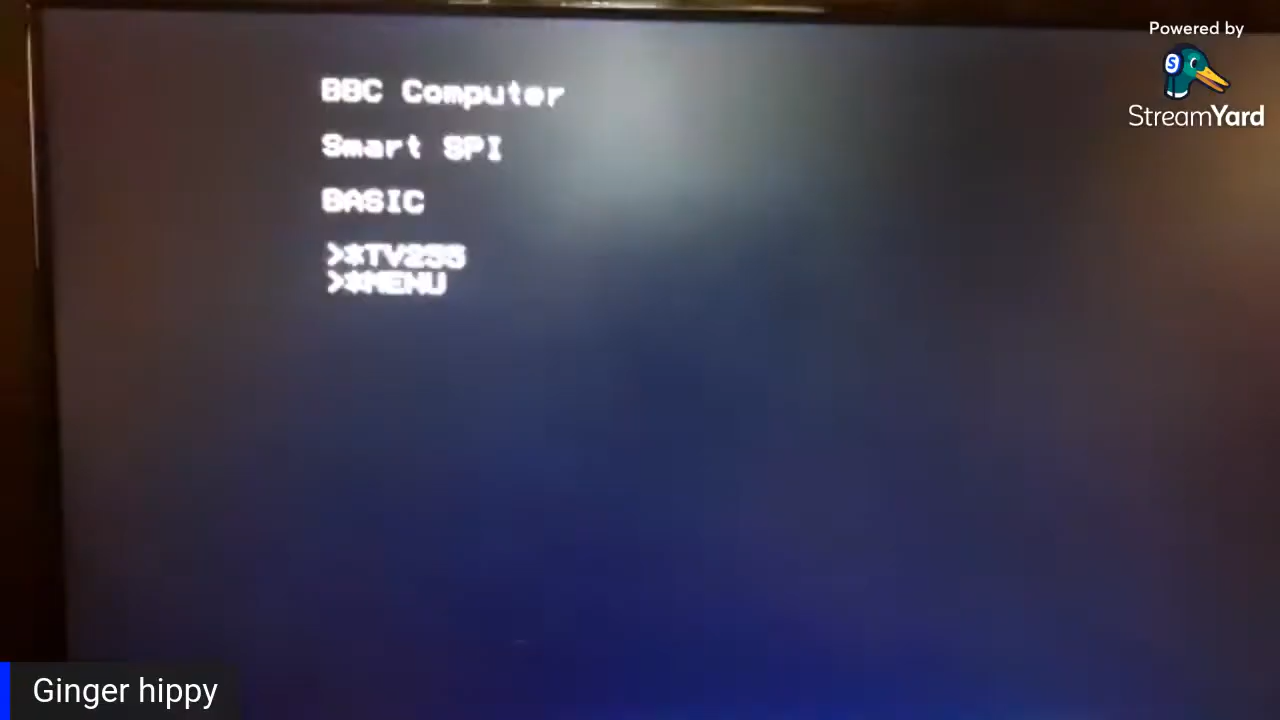 BBC Computer
Smart SPI
BASIC
>*TV255
>*MENU
Powered by
StreamYard
Ginger hippy